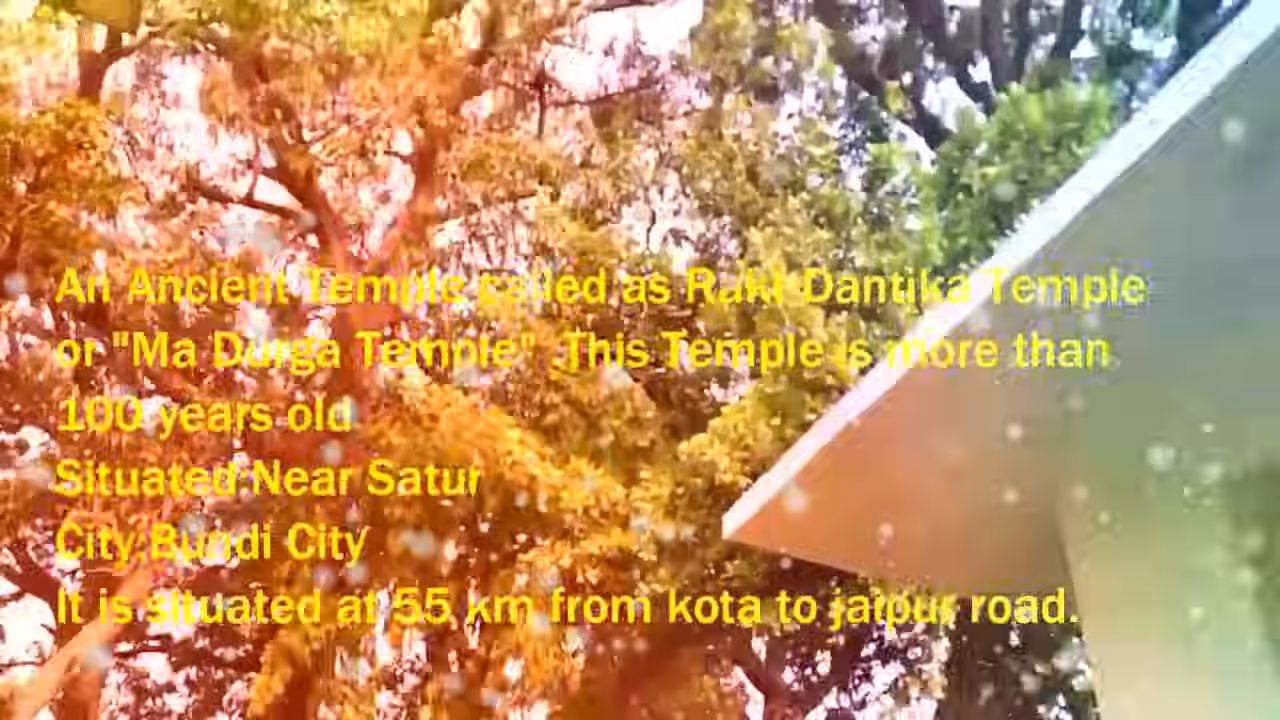 An Ancient Temple called as Rakt Dantika Temple
or "Ma Durga Temple" .This Temple is more than
100 years old
Situated Near Satur
City:Bundi City
It is situated at 55 km from kota to jaipur road.